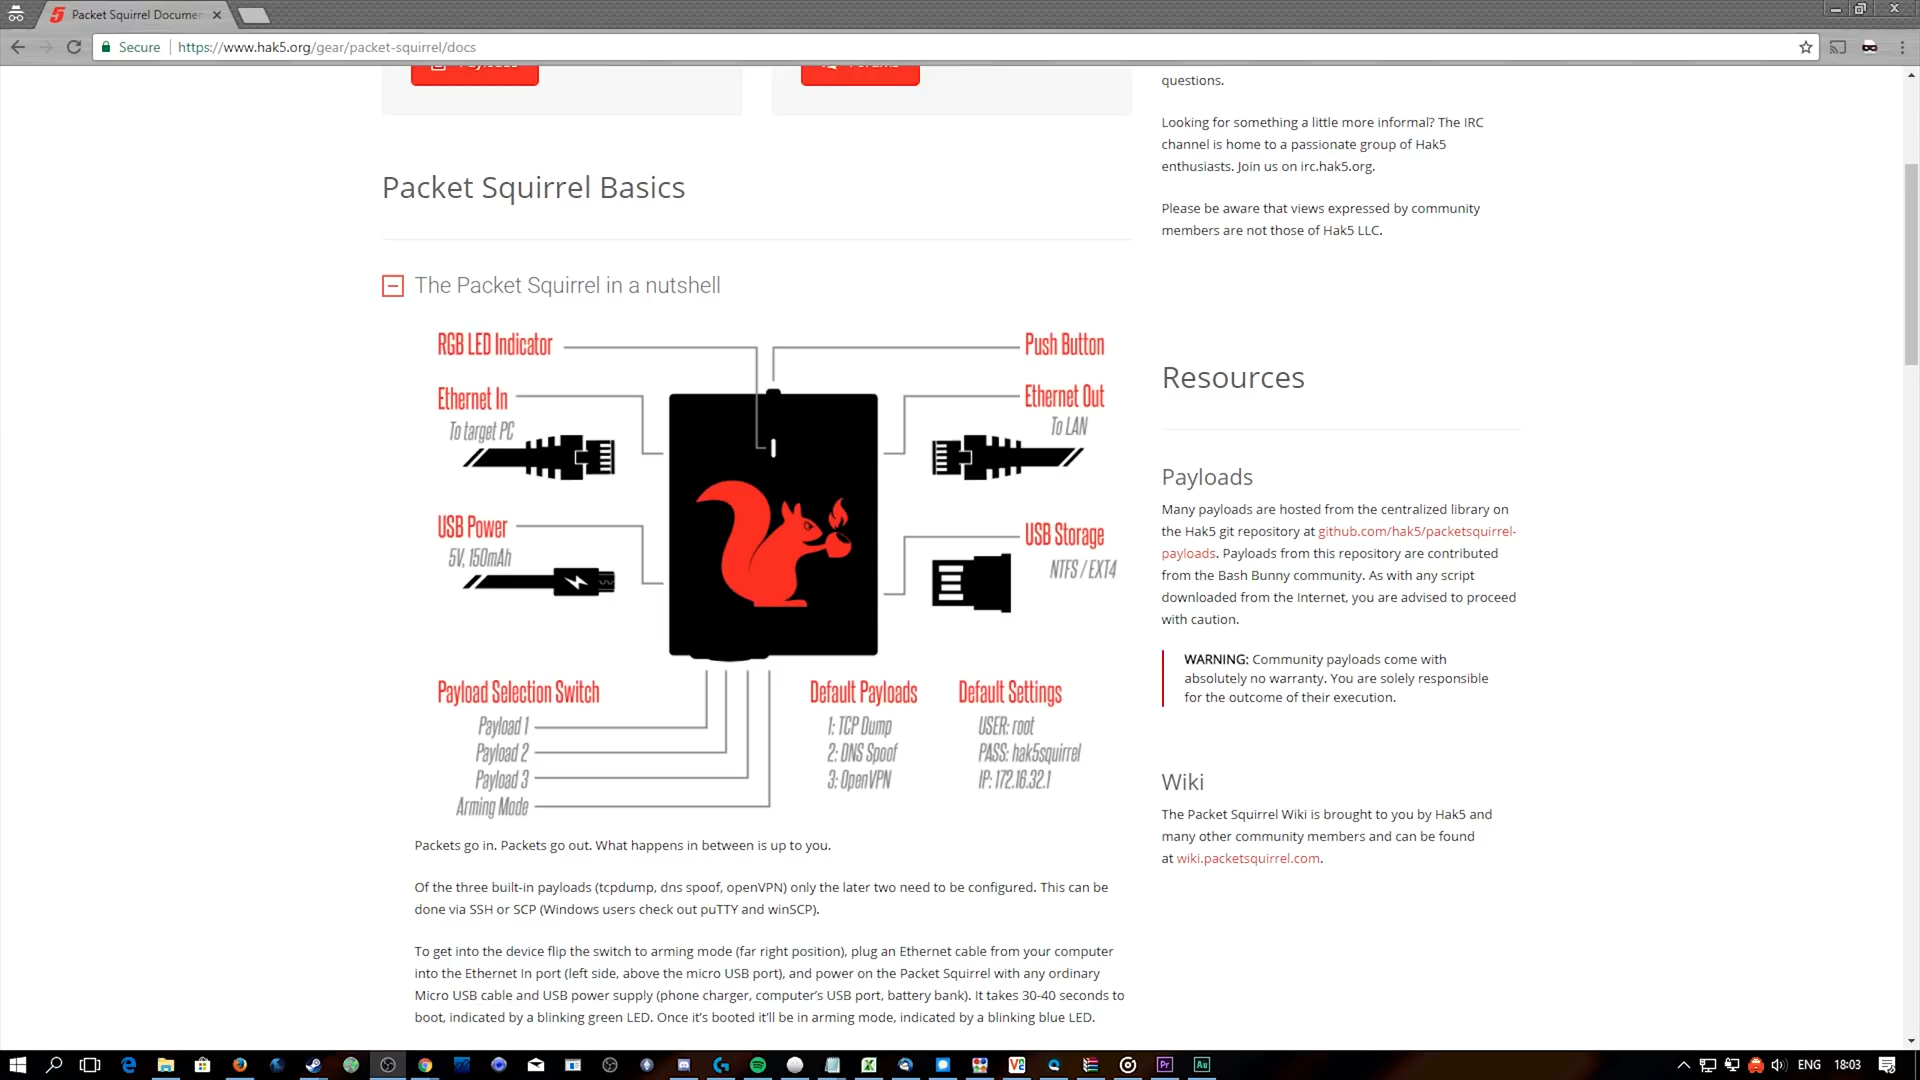 Packet Squirrel Documen
Secure
https://www.hak5.org/gear/packet-squirrel/docs
questions.
Looking for something a little more informal? The IRC
channel is home to a passionate group of Hak5
enthusiasts. Join us on irc.hak5.org.
Please be aware that views expressed by community
members are not those of Hak5 LLC.
Packet Squirrel Basics
The Packet Squirrel in a nutshell
RGB LED Indicator
Push Button
Ethernet In
To target PC
Ethernet Out
To LAN
USB Power
5V, 150mAh
USB Storage
NTFS / EXT4
Payload Selection Switch
Payload 1
Payload 2
Payload 3
Arming Mode
Default Payloads
1: TCP Dump
2: DNS Spoof
3: OpenVPN
Default Settings
USER: root
PASS: hak5squirrel
IP: 172.16.32.1
Packets go in. Packets go out. What happens in between is up to you.
Of the three built-in payloads (tcpdump, dns spoof, openVPN) only the later two need to be configured. This can be
done via SSH or SCP (Windows users check out puTTY and winSCP).
To get into the device flip the switch to arming mode (far right position), plug an Ethernet cable from your computer
into the Ethernet In port (left side, above the micro USB port), and power on the Packet Squirrel with any ordinary
Micro USB cable and USB power supply (phone charger, computer's USB port, battery bank). It takes 30-40 seconds to
boot, indicated by a blinking green LED. Once it's booted it'll be in arming mode, indicated by a blinking blue LED.
Resources
Payloads
Many payloads are hosted from the centralized library on
the Hak5 git repository at github.com/hak5/packetsquirrel-
payloads. Payloads from this repository are contributed
from the Bash Bunny community. As with any script
downloaded from the Internet, you are advised to proceed
with caution.
WARNING: Community payloads come with
absolutely no warranty. You are solely responsible
for the outcome of their execution.
Wiki
The Packet Squirrel Wiki is brought to you by Hak5 and
many other community members and can be found
at wiki.packetsquirrel.com.
ENG
18:03